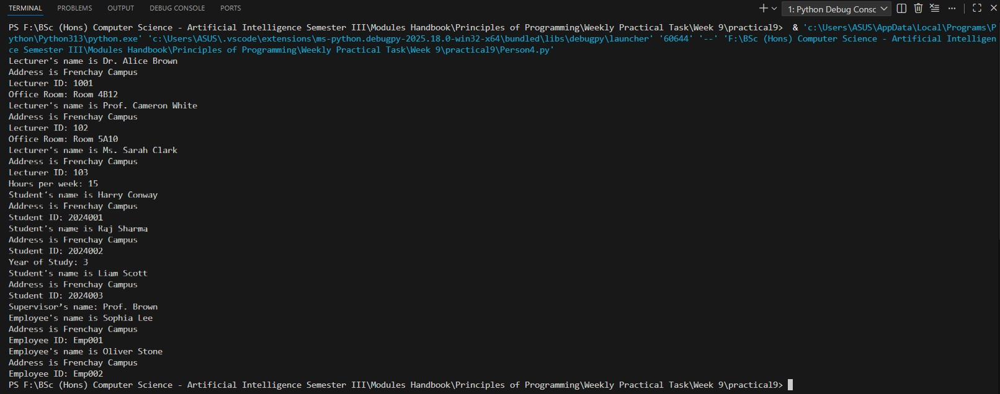 TERMINAL PROBLEMS OUTPUT DEBUG CONSOLE PORTS 1: Python Debug Consc
PS F:\BSc (Hons) Computer Science - Artificial Intelligence Semester III\Modules Handbook\Principles of Programming\Weekly Practical Task\Week 9\practical9>  & 'c:\Users\ASUS\AppData\Local\Programs\P
ython\Python313\python.exe' 'c:\Users\ASUS\.vscode\extensions\ms-python.debugpy-2025.18.0-win32-x64\bundled\libs\debugpy\launcher' '60644' '--' 'F:\BSc (Hons) Computer Science - Artificial Intelligen
ce Semester III\Modules Handbook\Principles of Programming\Weekly Practical Task\Week 9\practical9\Person4.py'
Lecturer's name is Dr. Alice Brown
Address is Frenchay Campus
Lecturer ID: 1001
Office Room: Room 4B12
Lecturer's name is Prof. Cameron White
Address is Frenchay Campus
Lecturer ID: 102
Office Room: Room 5A10
Lecturer's name is Ms. Sarah Clark
Address is Frenchay Campus
Lecturer ID: 103
Hours per week: 15
Student's name is Harry Conway
Address is Frenchay Campus
Student ID: 2024001
Student's name is Raj Sharma
Address is Frenchay Campus
Student ID: 2024002
Year of Study: 3
Student's name is Liam Scott
Address is Frenchay Campus
Student ID: 2024003
Supervisor's name: Prof. Brown
Employee's name is Sophia Lee
Address is Frenchay Campus
Employee ID: Emp001
Employee's name is Oliver Stone
Address is Frenchay Campus
Employee ID: Emp002
PS F:\BSc (Hons) Computer Science - Artificial Intelligence Semester III\Modules Handbook\Principles of Programming\Weekly Practical Task\Week 9\practical9>